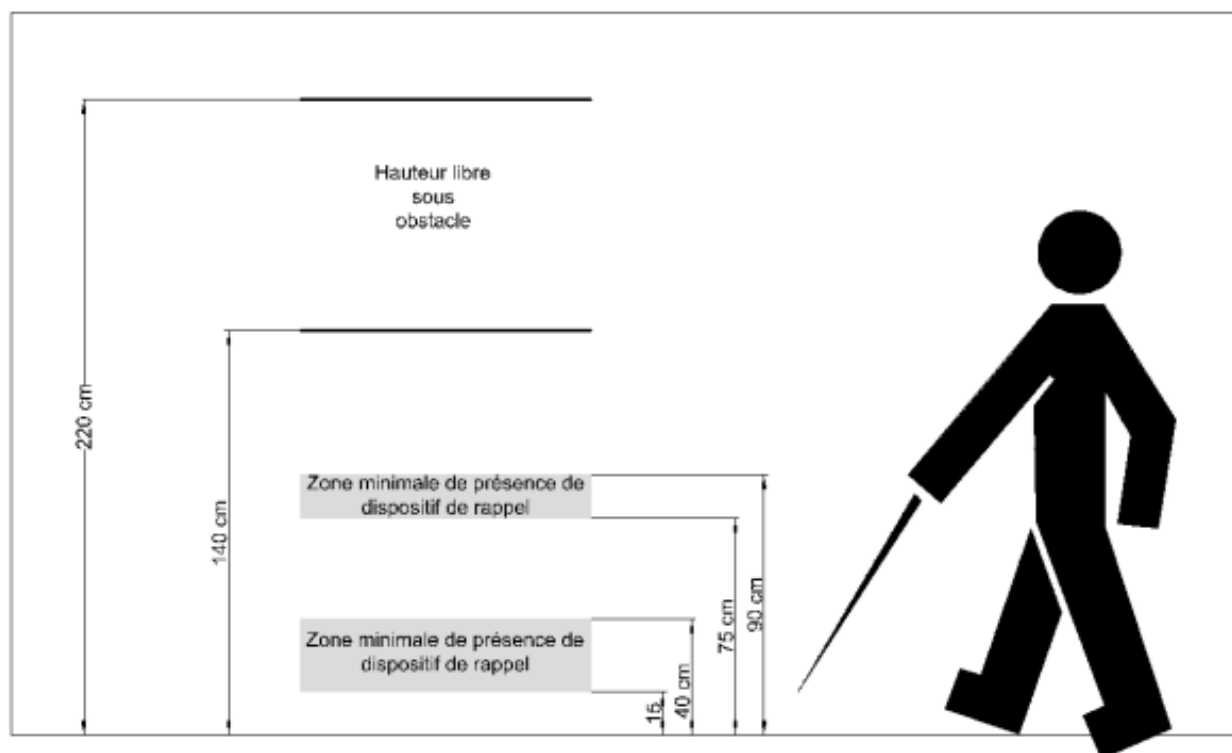 Hauteur libre
sous
obstacle
220 cm
140 cm
Zone minimale de présence de
dispositif de rappel
75 cm
90 cm
Zone minimale de présence de
dispositif de rappel
15
40 cm